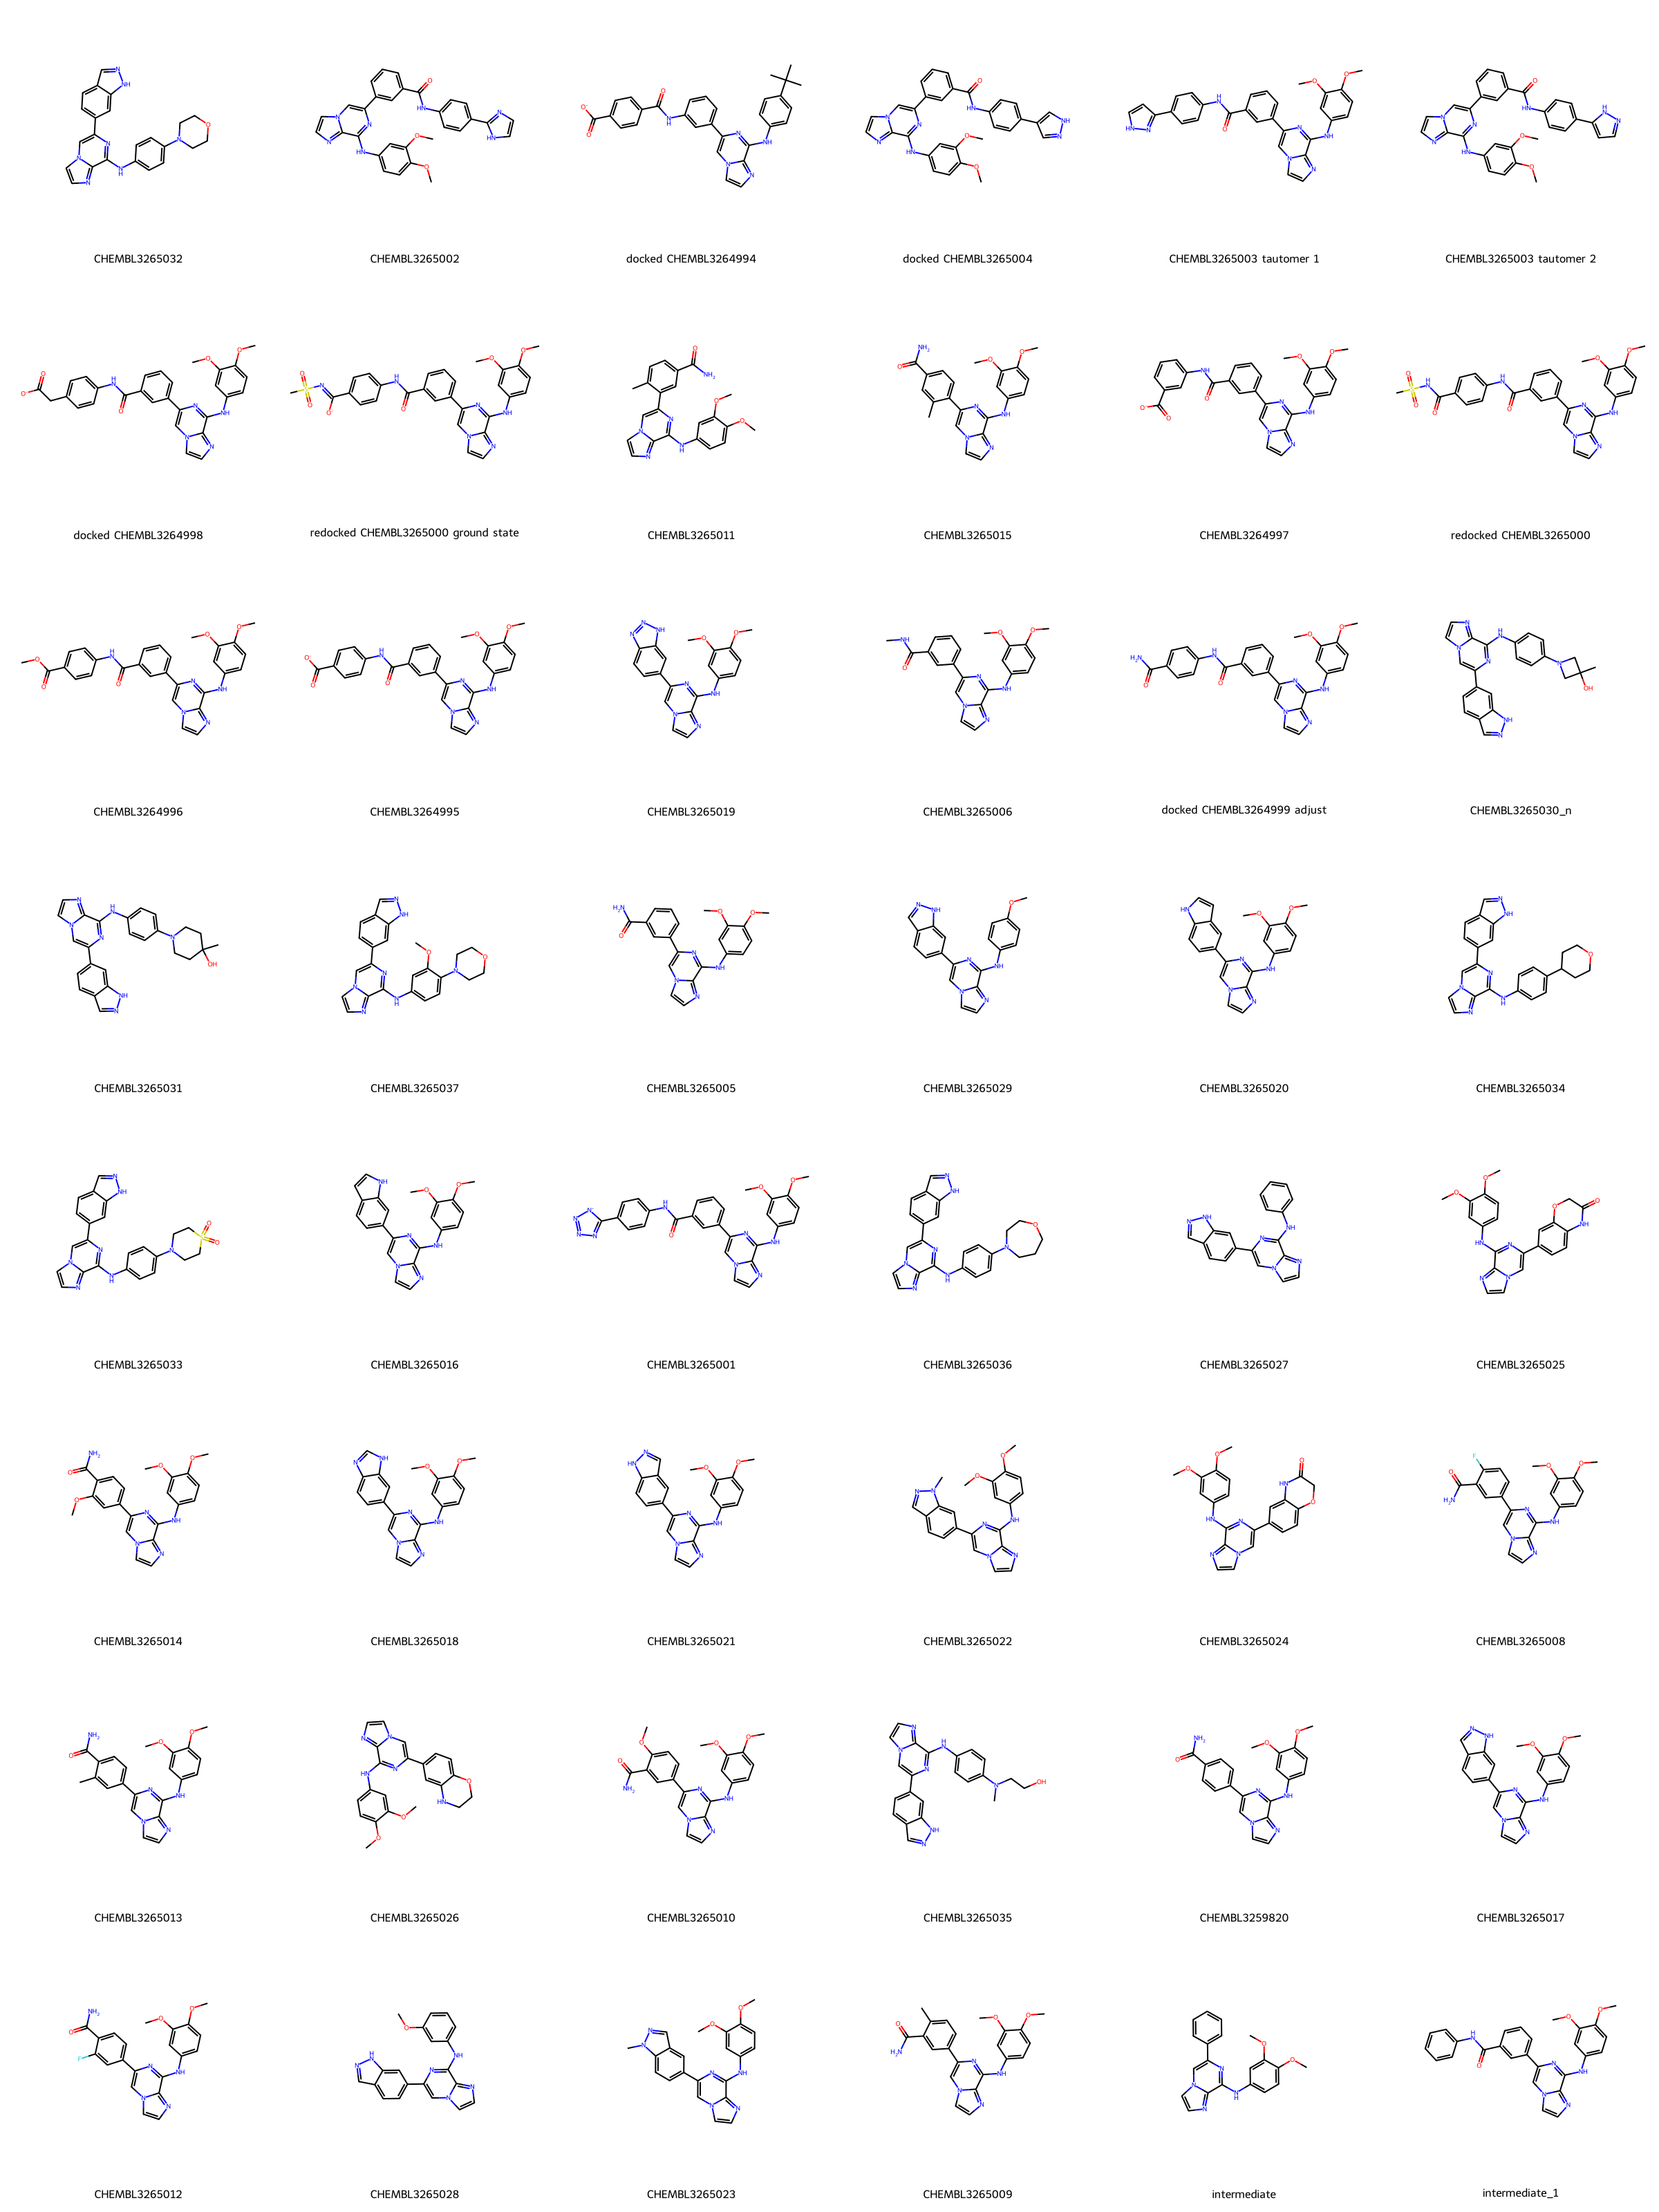 CHEMBL3265032 CHEMBL3265002 docked CHEMBL3264994 docked CHEMBL3265004 CHEMBL3265003 tautomer 1 CHEMBL3265003 tautomer 2
docked CHEMBL3264998 redocked CHEMBL3265000 ground state CHEMBL3265011 CHEMBL3265015 CHEMBL3264997 redocked CHEMBL3265000
CHEMBL3264996 CHEMBL3264995 CHEMBL3265019 CHEMBL3265006 docked CHEMBL3264999 adjust CHEMBL3265030_n
CHEMBL3265031 CHEMBL3265037 CHEMBL3265005 CHEMBL3265029 CHEMBL3265020 CHEMBL3265034
CHEMBL3265033 CHEMBL3265016 CHEMBL3265001 CHEMBL3265036 CHEMBL3265027 CHEMBL3265025
CHEMBL3265014 CHEMBL3265018 CHEMBL3265021 CHEMBL3265022 CHEMBL3265024 CHEMBL3265008
CHEMBL3265013 CHEMBL3265026 CHEMBL3265010 CHEMBL3265035 CHEMBL3259820 CHEMBL3265017
CHEMBL3265012 CHEMBL3265028 CHEMBL3265023 CHEMBL3265009 intermediate intermediate_1